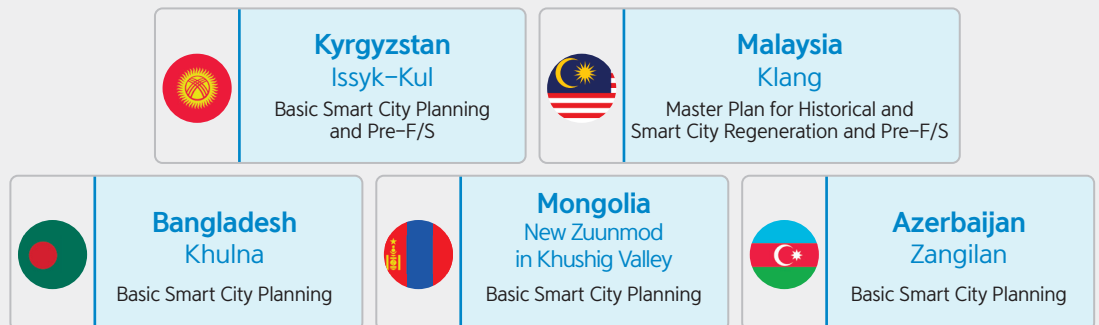 Kyrgyzstan
Issyk-Kul
Basic Smart City Planning
and Pre-F/S
Malaysia
Klang
Master Plan for Historical and
Smart City Regeneration and Pre-F/S
Bangladesh
Khulna
Basic Smart City Planning
Mongolia
New Zuunmod
in Khushig Valley
Basic Smart City Planning
Azerbaijan
Zangilan
Basic Smart City Planning